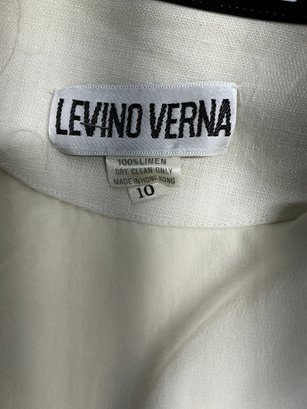 LEVINO VERNA
100% LINEN
DRY CLEAN ONLY
MADE IN HONG KONG
10